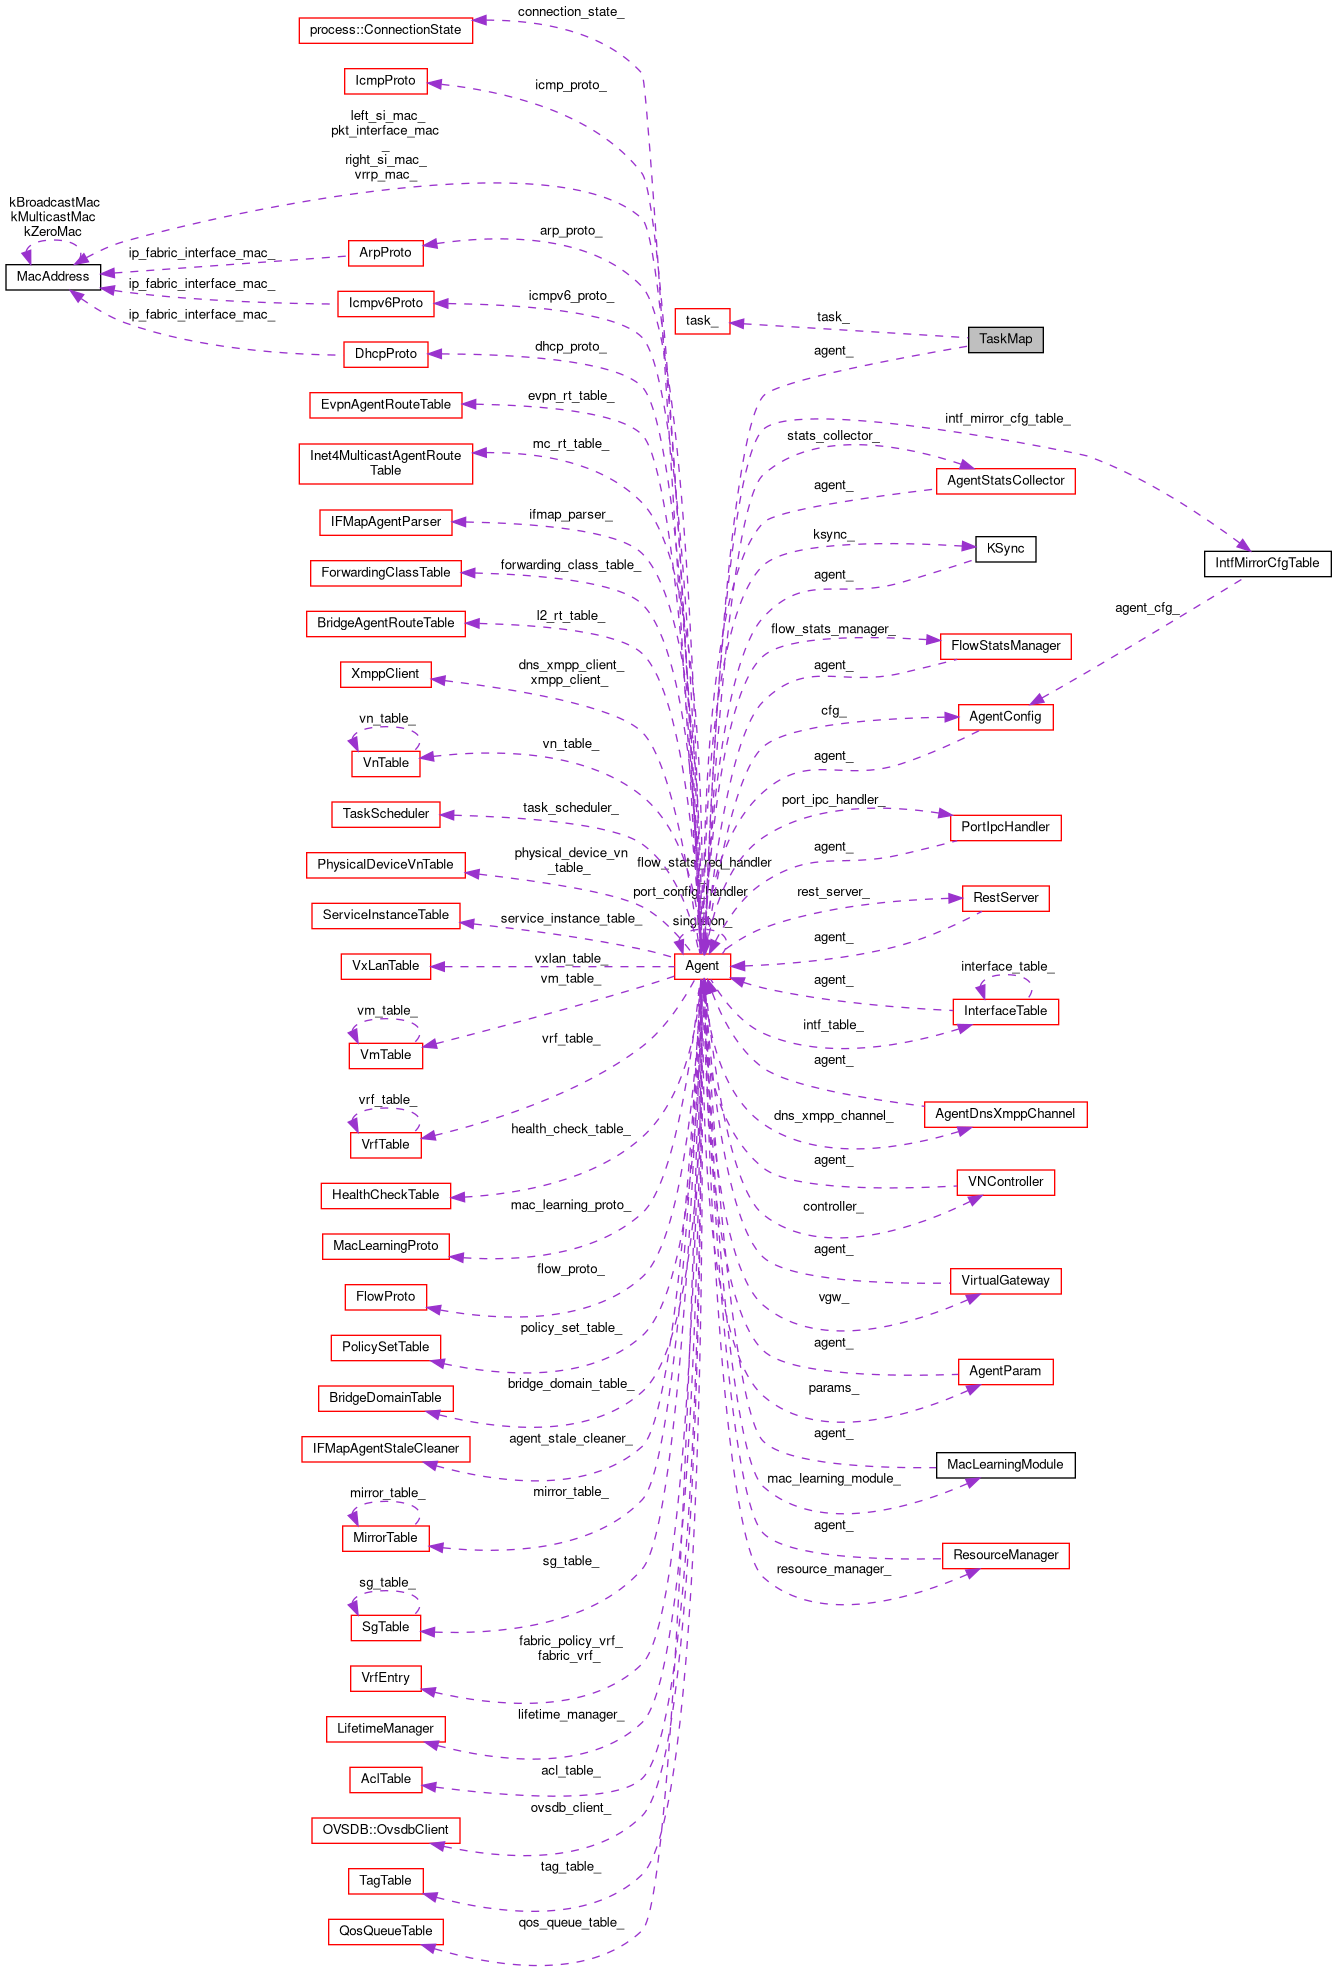 connection_state_
process::ConnectionState
IcmpProto
icmp_proto_
left_si_mac_
pkt_interface_mac
_
right_si_mac_
vrrp_mac_
kBroadcastMac
kMulticastMac
kZeroMac
MacAddress
ip_fabric_interface_mac_
ArpProto
arp_proto_
ip_fabric_interface_mac_
Icmpv6Proto
icmpv6_proto_
ip_fabric_interface_mac_
DhcpProto
dhcp_proto_
task_
task_
TaskMap
agent_
EvpnAgentRouteTable
evpn_rt_table_
Inet4MulticastAgentRoute
Table
mc_rt_table_
IFMapAgentParser
ifmap_parser_
ForwardingClassTable
forwarding_class_table_
BridgeAgentRouteTable
l2_rt_table_
XmppClient
dns_xmpp_client_
xmpp_client_
vn_table_
VnTable
vn_table_
TaskScheduler
task_scheduler_
PhysicalDeviceVnTable
physical_device_vn
_table_
ServiceInstanceTable
service_instance_table_
VxLanTable
vxlan_table_
vm_table_
vm_table_
VmTable
vrf_table_
vrf_table_
VrfTable
HealthCheckTable
health_check_table_
MacLearningProto
mac_learning_proto_
FlowProto
flow_proto_
PolicySetTable
policy_set_table_
BridgeDomainTable
bridge_domain_table_
IFMapAgentStaleCleaner
agent_stale_cleaner_
mirror_table_
MirrorTable
mirror_table_
sg_table_
SgTable
sg_table_
VrfEntry
fabric_policy_vrf_
fabric_vrf_
LifetimeManager
lifetime_manager_
AclTable
acl_table_
OVSDB::OvsdbClient
ovsdb_client_
TagTable
tag_table_
QosQueueTable
qos_queue_table_
flow_stats_req_handler
_
port_config_handler
_
singleton_
Agent
intf_mirror_cfg_table_
IntfMirrorCfgTable
agent_cfg_
stats_collector_
AgentStatsCollector
agent_
ksync_
KSync
agent_
flow_stats_manager_
FlowStatsManager
agent_
cfg_
AgentConfig
agent_
port_ipc_handler_
PortIpcHandler
agent_
rest_server_
RestServer
agent_
interface_table_
InterfaceTable
agent_
intf_table_
agent_
AgentDnsXmppChannel
dns_xmpp_channel_
agent_
VNController
controller_
agent_
VirtualGateway
vgw_
agent_
AgentParam
params_
agent_
MacLearningModule
mac_learning_module_
agent_
ResourceManager
resource_manager_